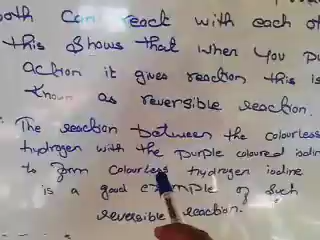 both can react with each
this shows that when you
action it gives reaction this is
known as reversible reaction.
The reaction between the colourless
hydrogen with the purple coloured iodine
to form colourless hydrogen iodine
is a good example of such
reversible reaction.